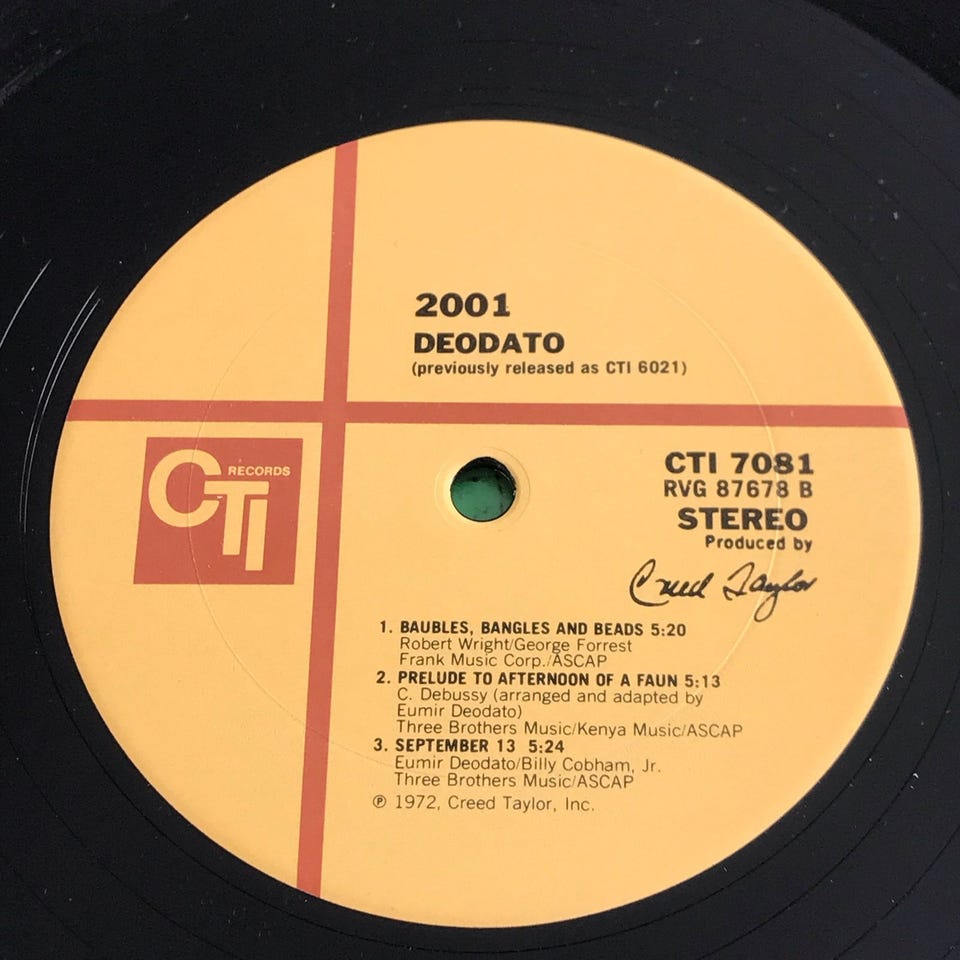 2001
DEODATO
(previously released as CTI 6021)
CTI RECORDS
CTI 7081
RVG 87678 B
STEREO
Produced by
Creed Taylor
1. BAUBLES, BANGLES AND BEADS 5:20
Robert Wright/George Forrest
Frank Music Corp./ASCAP
2. PRELUDE TO AFTERNOON OF A FAUN 5:13
C. Debussy (arranged and adapted by
Eumir Deodato)
Three Brothers Music/Kenya Music/ASCAP
3. SEPTEMBER 13 5:24
Eumir Deodato/Billy Cobham, Jr.
Three Brothers Music/ASCAP
℗ 1972, Creed Taylor, Inc.